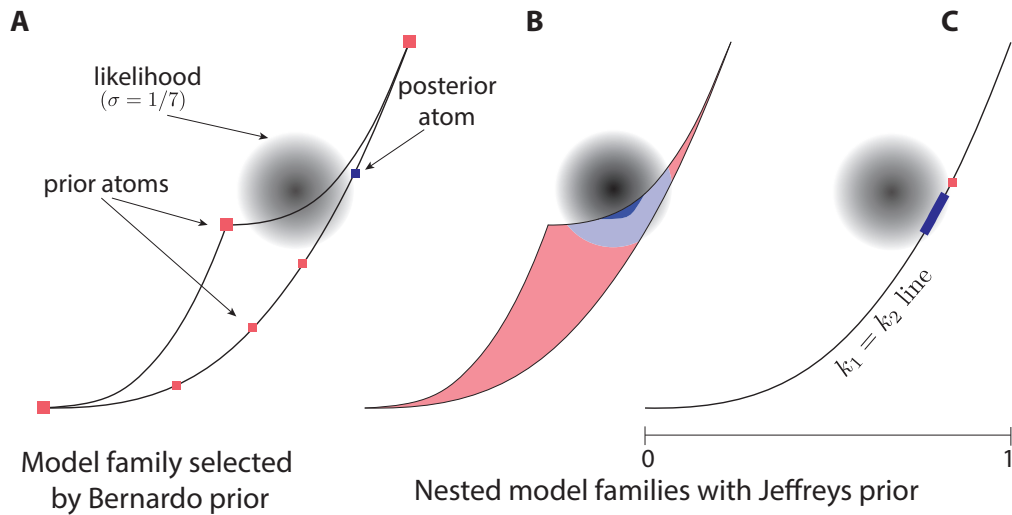 A
B
C
likelihood
(σ = 1/7)
posterior
atom
prior atoms
k₁ = k₂ line
0
1
Model family selected
by Bernardo prior
Nested model families with Jeffreys prior